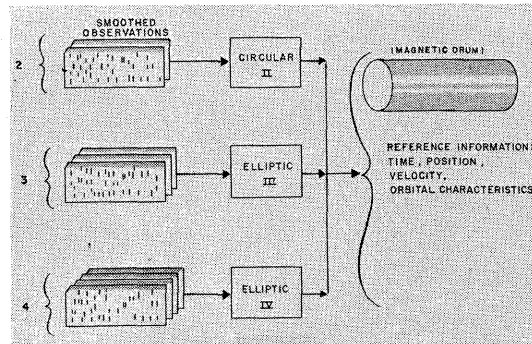 SMOOTHED
OBSERVATIONS
2
CIRCULAR
II
(MAGNETIC DRUM)
REFERENCE INFORMATION:
TIME, POSITION,
VELOCITY,
ORBITAL CHARACTERISTICS
3
ELLIPTIC
III
4
ELLIPTIC
IV